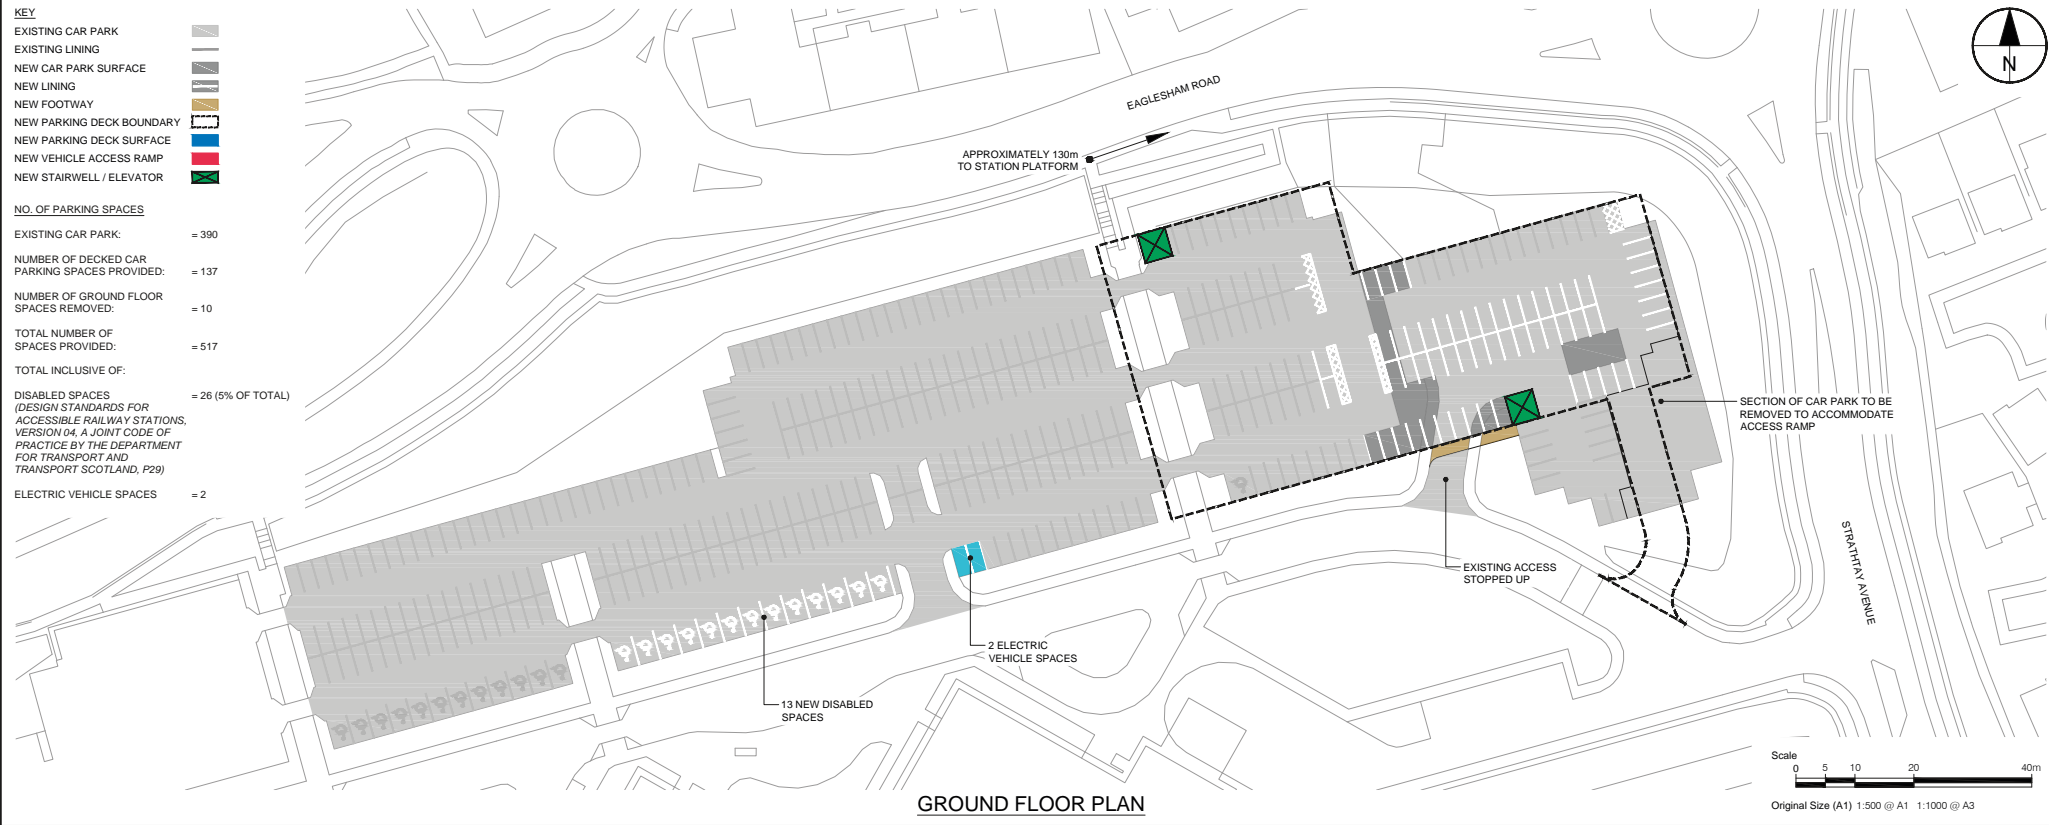 KEY
EXISTING CAR PARK
EXISTING LINING
NEW CAR PARK SURFACE
NEW LINING
NEW FOOTWAY
NEW PARKING DECK BOUNDARY
NEW PARKING DECK SURFACE
NEW VEHICLE ACCESS RAMP
NEW STAIRWELL / ELEVATOR
NO. OF PARKING SPACES
EXISTING CAR PARK: = 390
NUMBER OF DECKED CAR
PARKING SPACES PROVIDED: = 137
NUMBER OF GROUND FLOOR
SPACES REMOVED: = 10
TOTAL NUMBER OF
SPACES PROVIDED: = 517
TOTAL INCLUSIVE OF:
DISABLED SPACES = 26 (5% OF TOTAL)
(DESIGN STANDARDS FOR
ACCESSIBLE RAILWAY STATIONS,
VERSION 04, A JOINT CODE OF
PRACTICE BY THE DEPARTMENT
FOR TRANSPORT AND
TRANSPORT SCOTLAND, P29)
ELECTRIC VEHICLE SPACES = 2
EAGLESHAM ROAD
APPROXIMATELY 130m
TO STATION PLATFORM
N
SECTION OF CAR PARK TO BE
REMOVED TO ACCOMMODATE
ACCESS RAMP
EXISTING ACCESS
STOPPED UP
STRATHTAY AVENUE
2 ELECTRIC
VEHICLE SPACES
13 NEW DISABLED
SPACES
GROUND FLOOR PLAN
Scale
0 5 10 20 40m
Original Size (A1) 1:500 @ A1 1:1000 @ A3